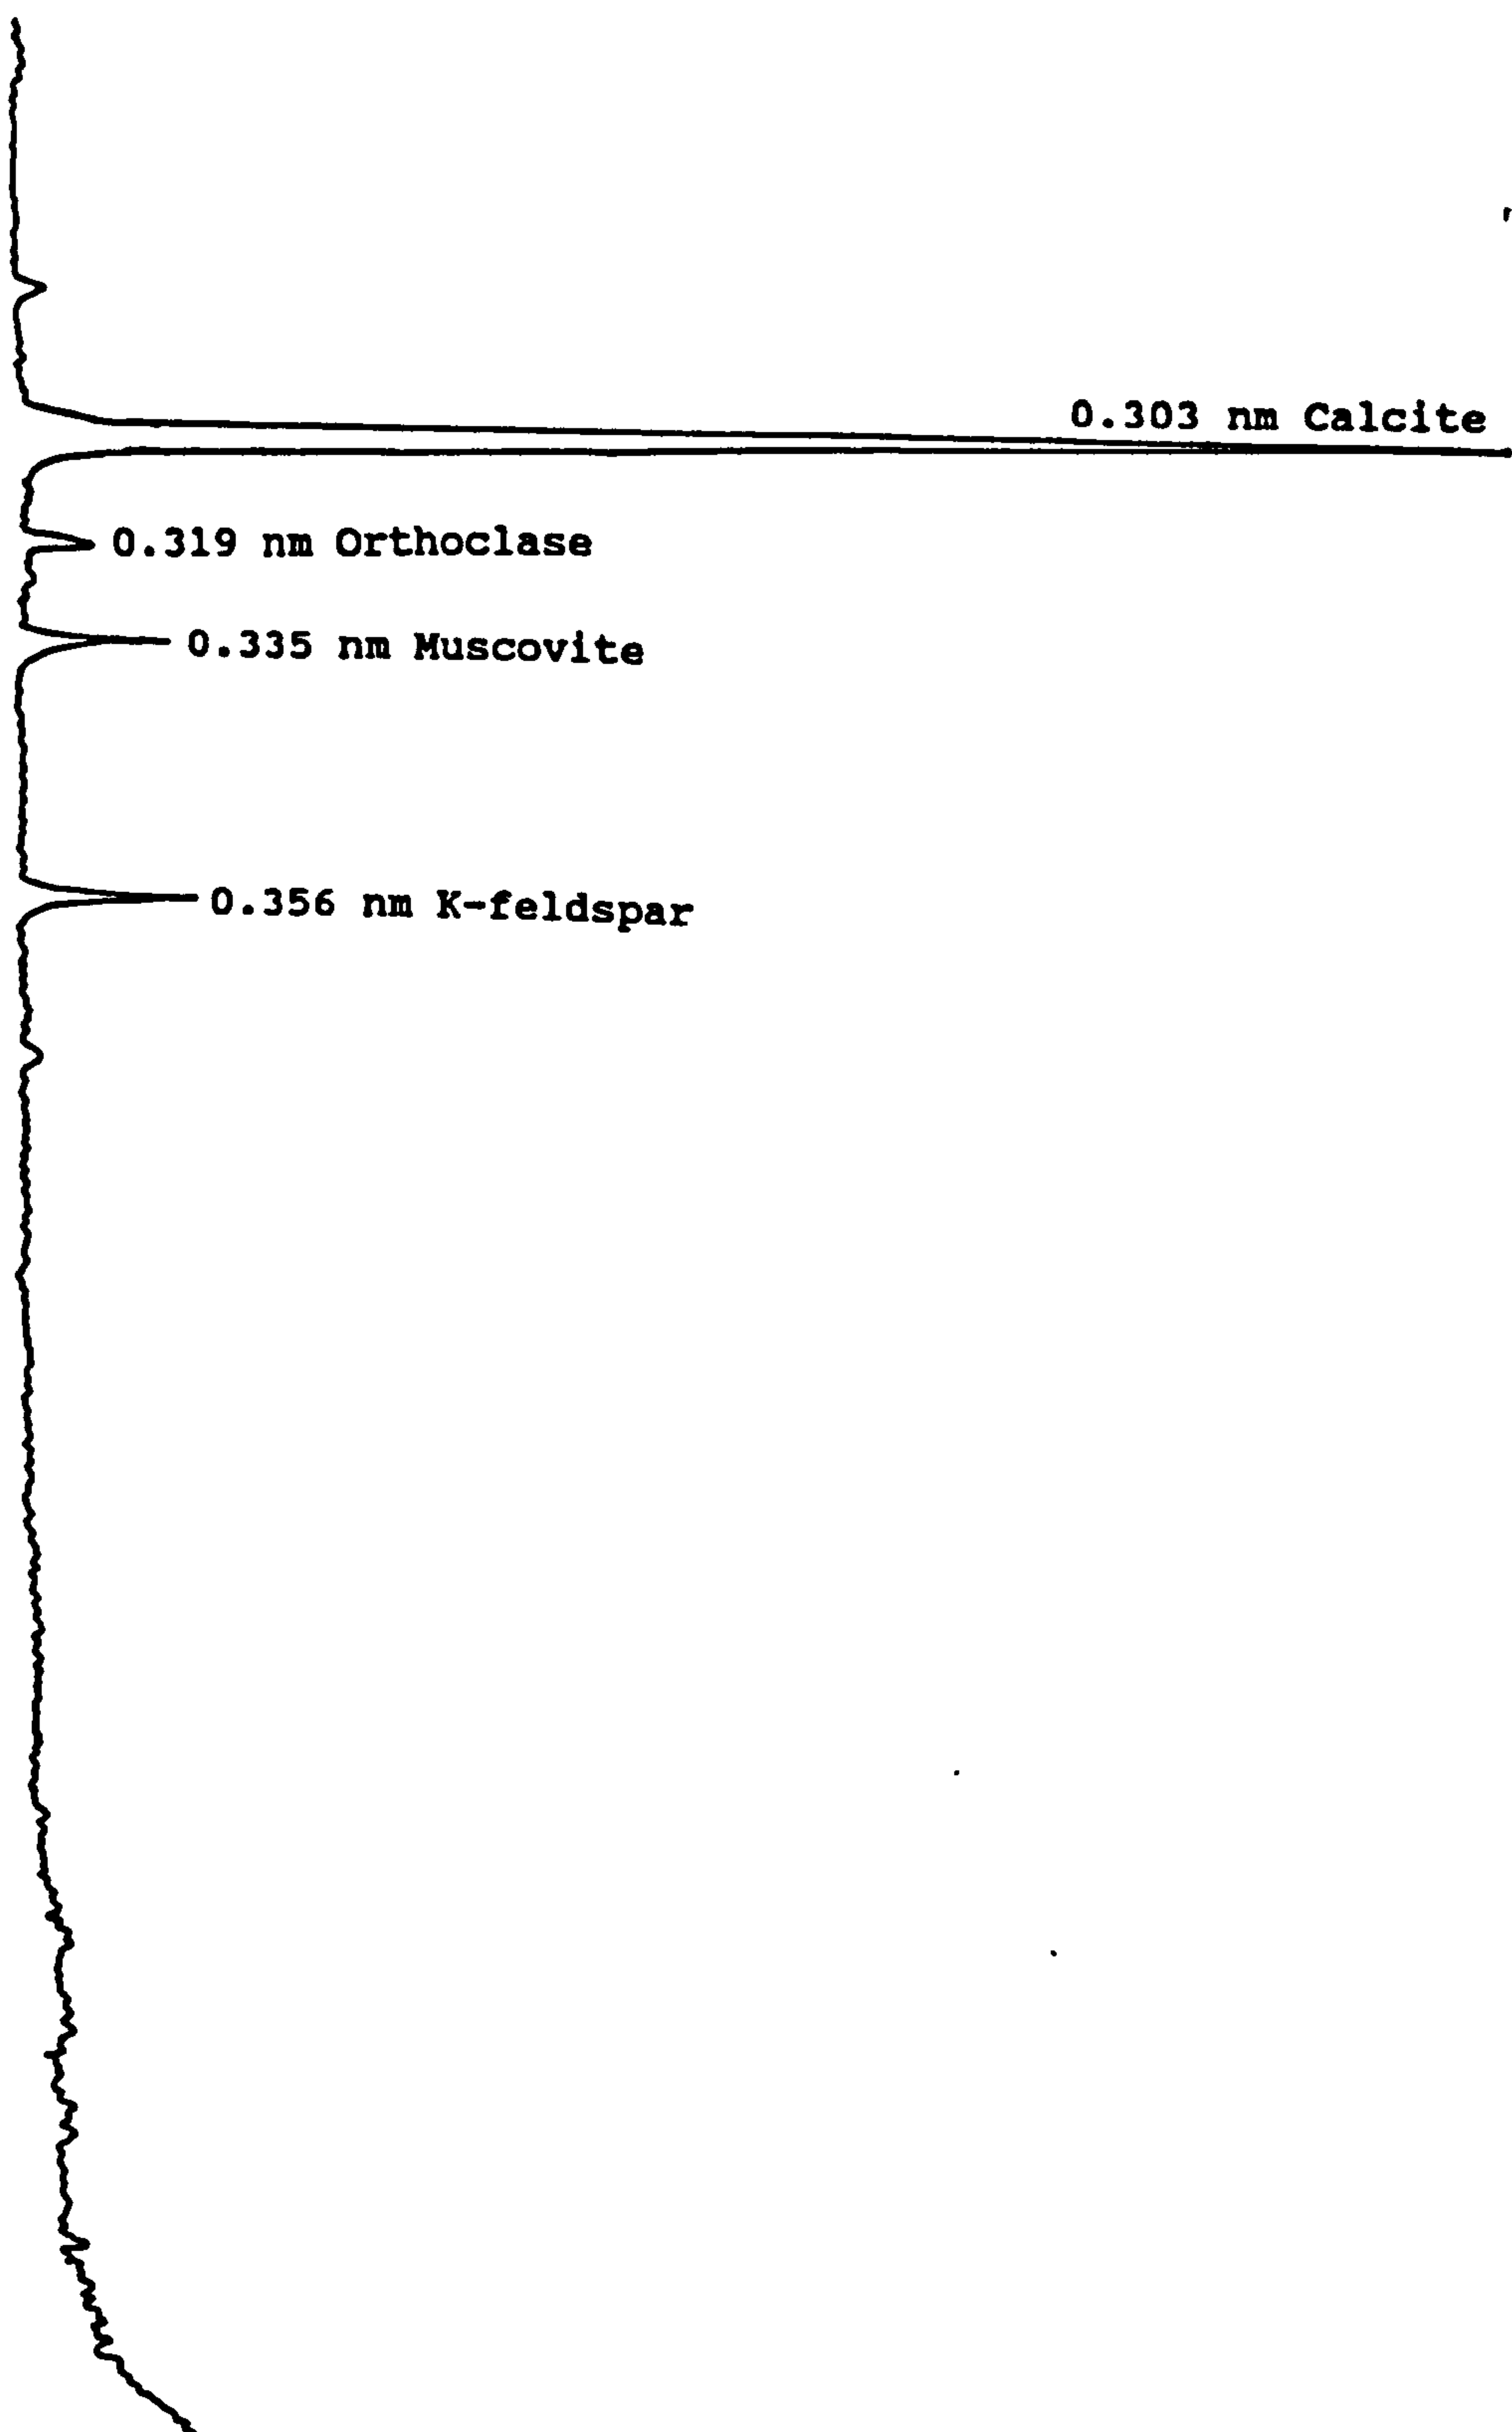 0.303 nm Calcite
0.319 nm Orthoclase
0.335 nm Muscovite
0.356 nm K-feldspar